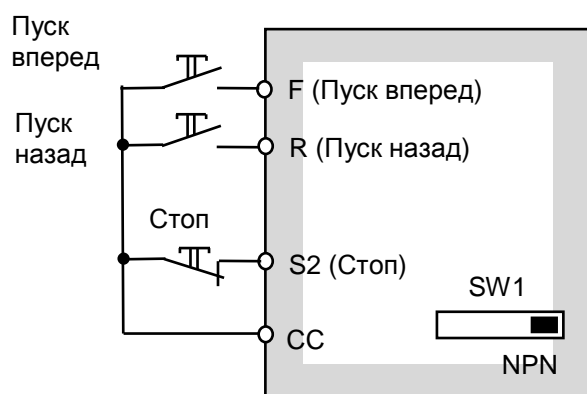 Пуск
вперед
F (Пуск вперед)
Пуск
назад
R (Пуск назад)
Стоп
S2 (Стоп)
SW1
CC
NPN